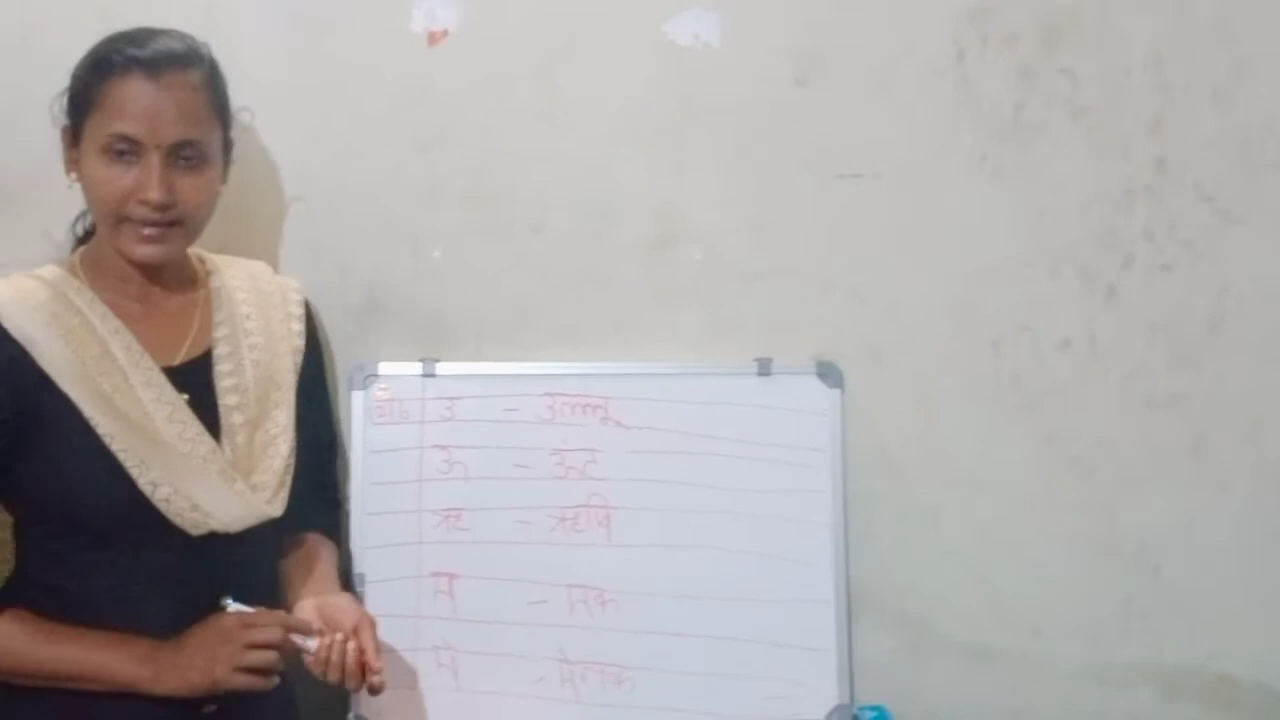 उ - उल्लू
ऊ - ऊँट
ऋ - ऋषि
ए - एक
ऐ - ऐनक